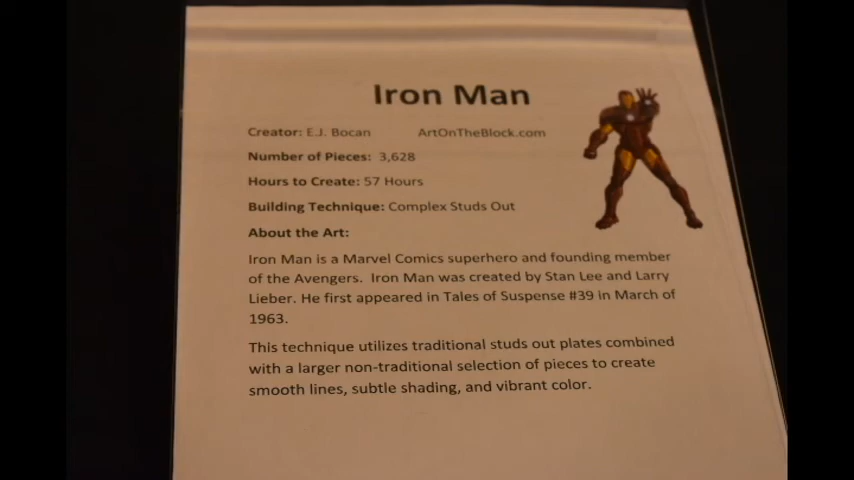 Iron Man
Creator: E.J. Bocan ArtOnTheBlock.com
Number of Pieces: 3,628
Hours to Create: 57 Hours
Building Technique: Complex Studs Out
About the Art:
Iron Man is a Marvel Comics superhero and founding member
of the Avengers. Iron Man was created by Stan Lee and Larry
Lieber. He first appeared in Tales of Suspense #39 in March of
1963.
This technique utilizes traditional studs out plates combined
with a larger non-traditional selection of pieces to create
smooth lines, subtle shading, and vibrant color.